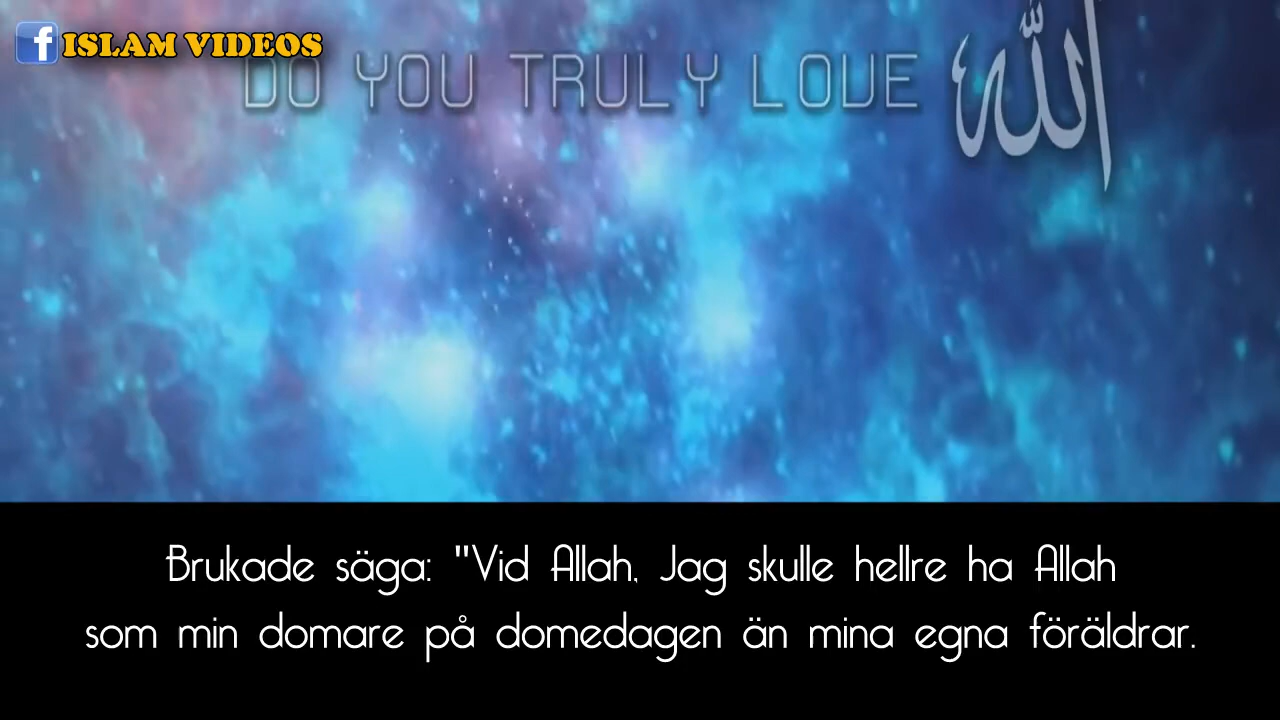 f ISLAM VIDEOS
DO YOU TRULY LOVE الله
Brukade säga: "Vid Allah, Jag skulle hellre ha Allah
som min domare på domedagen än mina egna föräldrar.